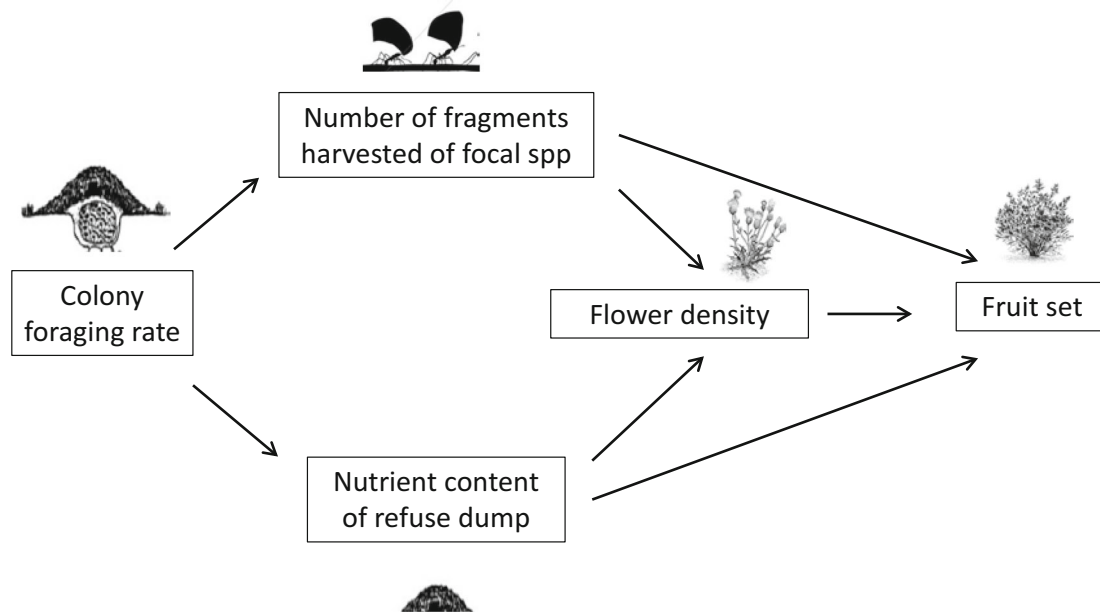 Number of fragments
harvested of focal spp
Colony
foraging rate
Flower density
Fruit set
Nutrient content
of refuse dump